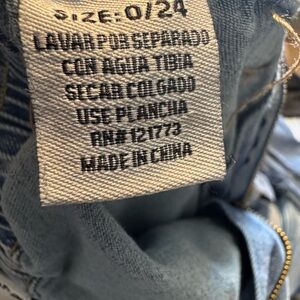 SIZE: 0/24
LAVAR POR SEPARADO
CON AGUA TIBIA
SECAR COLGADO
USE PLANCHA
RN# 121773
MADE IN CHINA